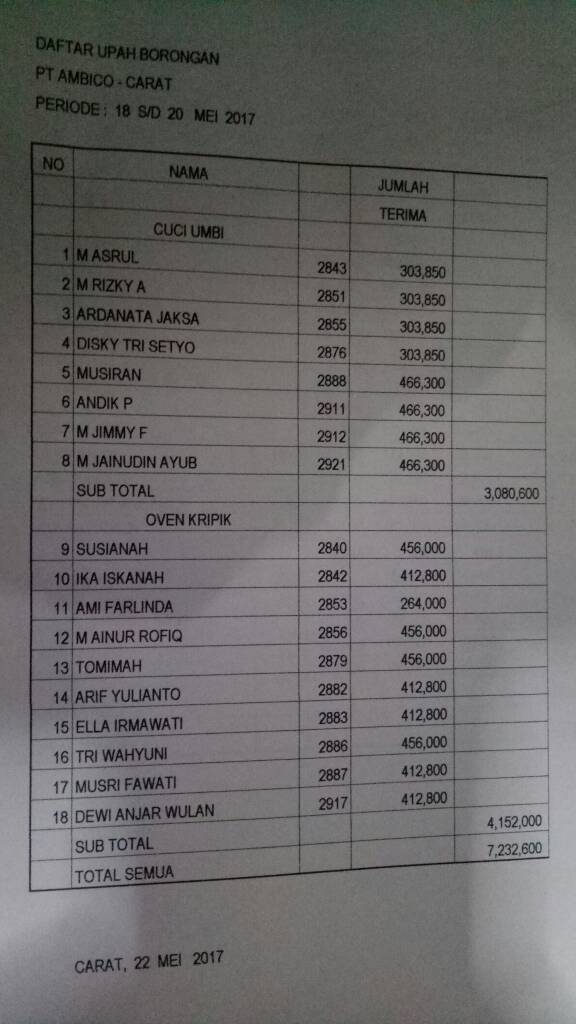 DAFTAR UPAH BORONGAN
PT AMBICO - CARAT
PERIODE : 18 S/D 20 MEI 2017
NO NAMA JUMLAH
TERIMA
CUCI UMBI
1 M ASRUL 2843 303,850
2 M RIZKY A 2851 303,850
3 ARDANATA JAKSA 2855 303,850
4 DISKY TRI SETYO 2876 303,850
5 MUSIRAN 2888 466,300
6 ANDIK P 2911 466,300
7 M JIMMY F 2912 466,300
8 M JAINUDIN AYUB 2921 466,300
SUB TOTAL 3,080,600
OVEN KRIPIK
9 SUSIANAH 2840 456,000
10 IKA ISKANAH 2842 412,800
11 AMI FARLINDA 2853 264,000
12 M AINUR ROFIQ 2856 456,000
13 TOMIMAH 2879 456,000
14 ARIF YULIANTO 2882 412,800
15 ELLA IRMAWATI 2883 412,800
16 TRI WAHYUNI 2886 456,000
17 MUSRI FAWATI 2887 412,800
18 DEWI ANJAR WULAN 2917 412,800
SUB TOTAL 4,152,000
TOTAL SEMUA 7,232,600
CARAT, 22 MEI 2017